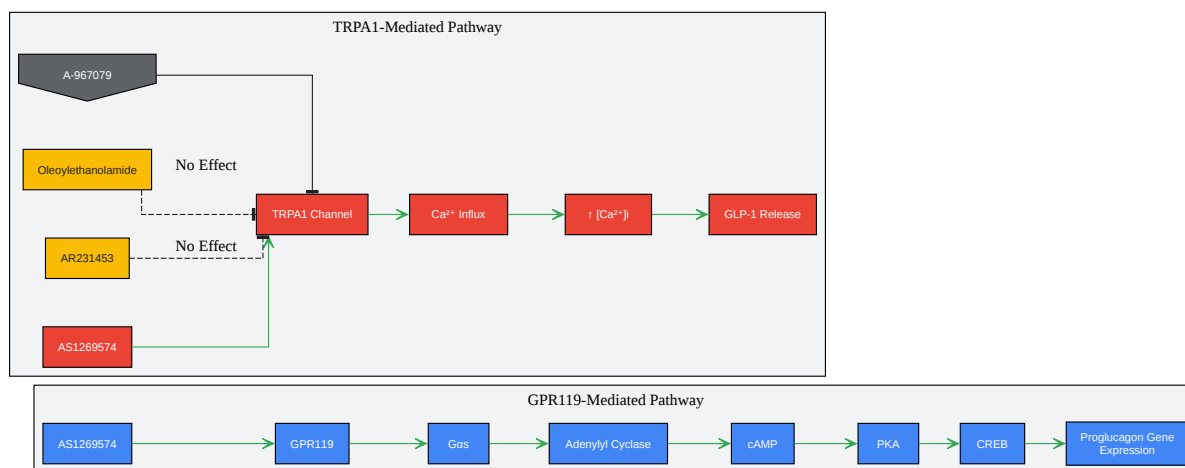 TRPA1-Mediated Pathway
A-967079
Oleoylethanolamide
No Effect
TRPA1 Channel
Ca²⁺ Influx
↑ [Ca²⁺]i
GLP-1 Release
No Effect
AR231453
AS1269574
GPR119-Mediated Pathway
AS1269574
GPR119
Gαs
Adenylyl Cyclase
cAMP
PKA
CREB
Proglucagon Gene
Expression